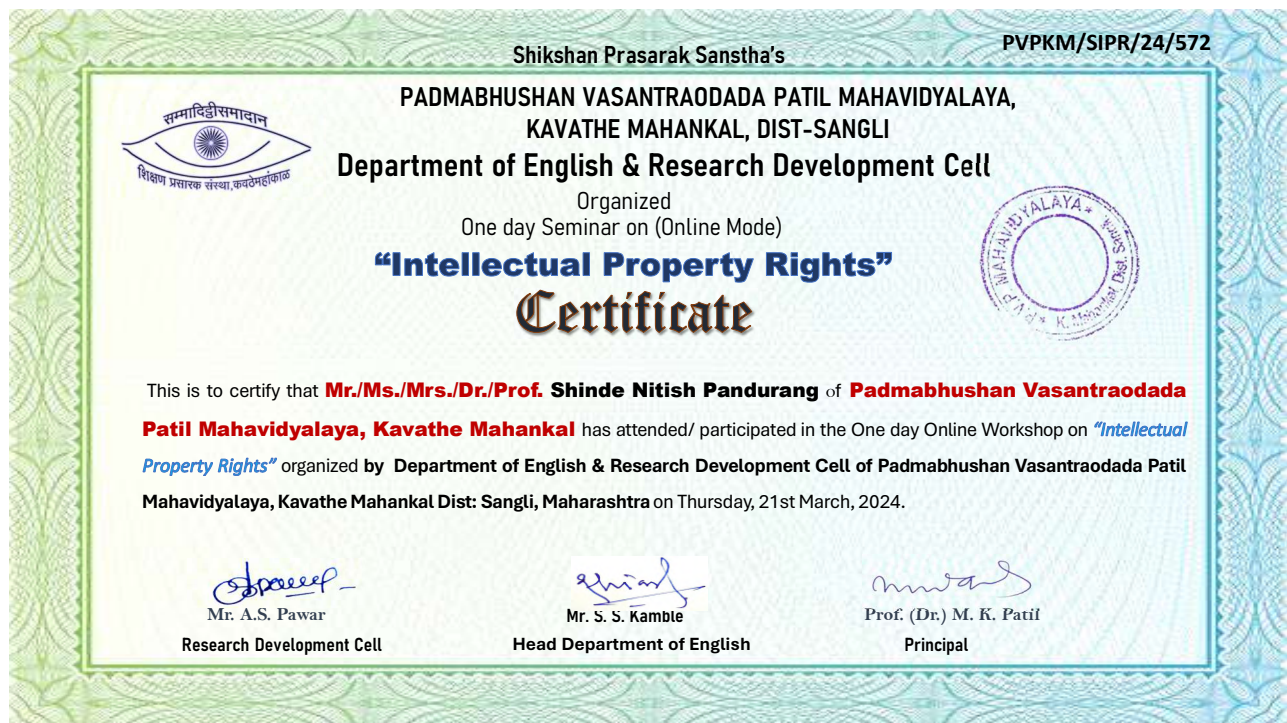 PVPKM/SIPR/24/572
Shikshan Prasarak Sanstha's
PADMABHUSHAN VASANTRAODADA PATIL MAHAVIDYALAYA,
KAVATHE MAHANKAL, DIST-SANGLI
सम्मादिट्ठीसमादान
शिक्षण प्रसारक संस्था,कवठेमहांकाळ
Department of English & Research Development Cell
Organized
One day Seminar on (Online Mode)
“Intellectual Property Rights”
Certificate
P.V.P. MAHAVIDYALAYA * K. Mahankal, Dist. Sangli *
This is to certify that Mr./Ms./Mrs./Dr./Prof. Shinde Nitish Pandurang of Padmabhushan Vasantraodada
Patil Mahavidyalaya, Kavathe Mahankal has attended/ participated in the One day Online Workshop on “Intellectual
Property Rights” organized by Department of English & Research Development Cell of Padmabhushan Vasantraodada Patil
Mahavidyalaya, Kavathe Mahankal Dist: Sangli, Maharashtra on Thursday, 21st March, 2024.
Mr. A.S. Pawar
Mr. S. S. Kamble
Prof. (Dr.) M. K. Patil
Research Development Cell
Head Department of English
Principal